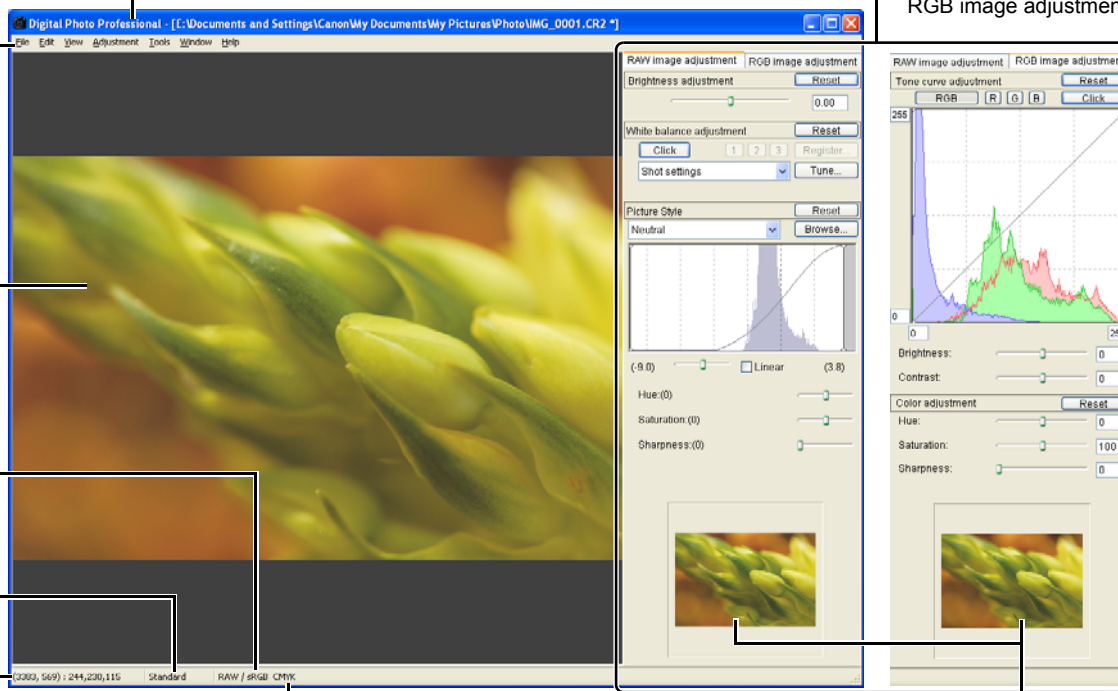 RGB image adjustmen
Digital Photo Professional - [E:\Documents and Settings\Canon\My Documents\My Pictures\Photo\IMG_0001.CR2 *]
File Edit View Adjustment Tools Window Help
RAW image adjustment RGB image adjustment
Brightness adjustment Reset
0.00
White balance adjustment Reset
Click 1 2 3 Register...
Shot settings Tune...
Picture Style Reset
Neutral Browse...
(-9.0) Linear (3.8)
Hue:(0)
Saturation:(0)
Sharpness:(0)
RAW image adjustment RGB image adjustmen
Tone curve adjustment Reset
RGB R G B Click
255
0
0 25
Brightness: 0
Contrast: 0
Color adjustment Reset
Hue: 0
Saturation: 100
Sharpness: 0
(3383, 569) : 244,230,115 Standard RAW / sRGB CMYK